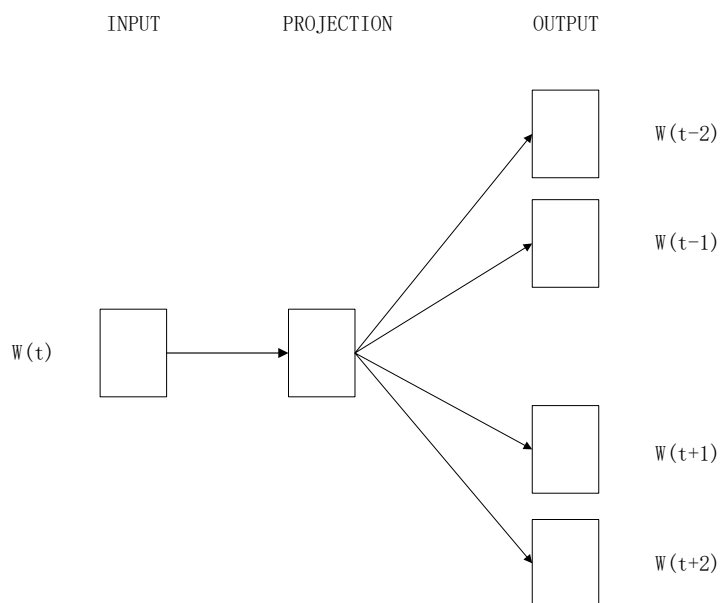 INPUT PROJECTION OUTPUT
W(t-2)
W(t-1)
W(t)
W(t+1)
W(t+2)